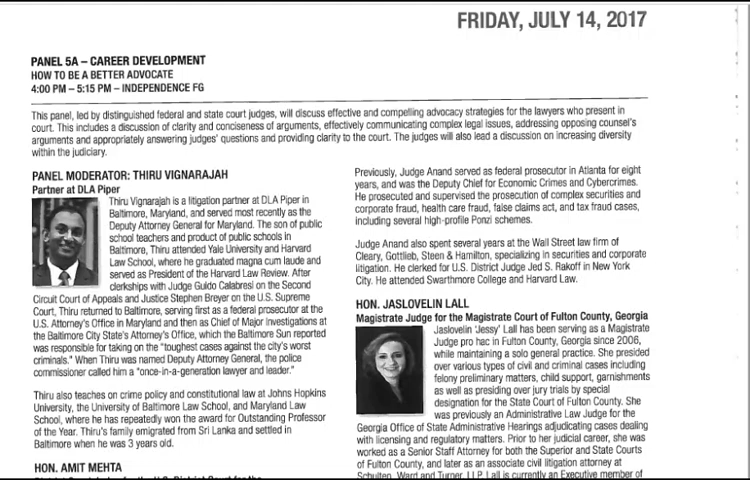 FRIDAY, JULY 14, 2017
PANEL 5A – CAREER DEVELOPMENT
HOW TO BE A BETTER ADVOCATE
4:00 PM – 5:15 PM – INDEPENDENCE FG
This panel, led by distinguished federal and state court judges, will discuss effective and compelling advocacy strategies for the lawyers who present in
court. This includes a discussion of clarity and conciseness of arguments, effectively communicating complex legal issues, addressing opposing counsel's
arguments and appropriately answering judges' questions and providing clarity to the court. The judges will also lead a discussion on increasing diversity
within the judiciary.
PANEL MODERATOR: THIRU VIGNARAJAH
Partner at DLA Piper
Thiru Vignarajah is a litigation partner at DLA Piper in
Baltimore, Maryland, and served most recently as the
Deputy Attorney General for Maryland. The son of public
school teachers and product of public schools in
Baltimore, Thiru attended Yale University and Harvard
Law School, where he graduated magna cum laude and
served as President of the Harvard Law Review. After
clerkships with Judge Guido Calabresi on the Second
Circuit Court of Appeals and Justice Stephen Breyer on the U.S. Supreme
Court, Thiru returned to Baltimore, serving first as a federal prosecutor at the
U.S. Attorney's Office in Maryland and then as Chief of Major Investigations at
the Baltimore City State's Attorney's Office, which the Baltimore Sun reported
was responsible for taking on the "toughest cases against the city's worst
criminals." When Thiru was named Deputy Attorney General, the police
commissioner called him a "once-in-a-generation lawyer and leader."
Thiru also teaches on crime policy and constitutional law at Johns Hopkins
University, the University of Baltimore Law School, and Maryland Law
School, where he has repeatedly won the award for Outstanding Professor
of the Year. Thiru's family emigrated from Sri Lanka and settled in
Baltimore when he was 3 years old.
HON. AMIT MEHTA
Previously, Judge Anand served as federal prosecutor in Atlanta for eight
years, and was the Deputy Chief for Economic Crimes and Cybercrimes.
He prosecuted and supervised the prosecution of complex securities and
corporate fraud, health care fraud, false claims act, and tax fraud cases,
including several high-profile Ponzi schemes.
Judge Anand also spent several years at the Wall Street law firm of
Cleary, Gottlieb, Steen & Hamilton, specializing in securities and corporate
litigation. He clerked for U.S. District Judge Jed S. Rakoff in New York
City. He attended Swarthmore College and Harvard Law.
HON. JASLOVELIN LALL
Magistrate Judge for the Magistrate Court of Fulton County, Georgia
Jaslovelin 'Jessy' Lall has been serving as a Magistrate
Judge pro hac in Fulton County, Georgia since 2006,
while maintaining a solo general practice. She presided
over various types of civil and criminal cases including
felony preliminary matters, child support, garnishments
as well as presiding over jury trials by special
designation for the State Court of Fulton County. She
was previously an Administrative Law Judge for the
Georgia Office of State Administrative Hearings adjudicating cases dealing
with licensing and regulatory matters. Prior to her judicial career, she was
worked as a Senior Staff Attorney for both the Superior and State Courts
of Fulton County, and later as an associate civil litigation attorney at
Schulten, Ward and Turner, LLP. Lall is currently an Executive member of